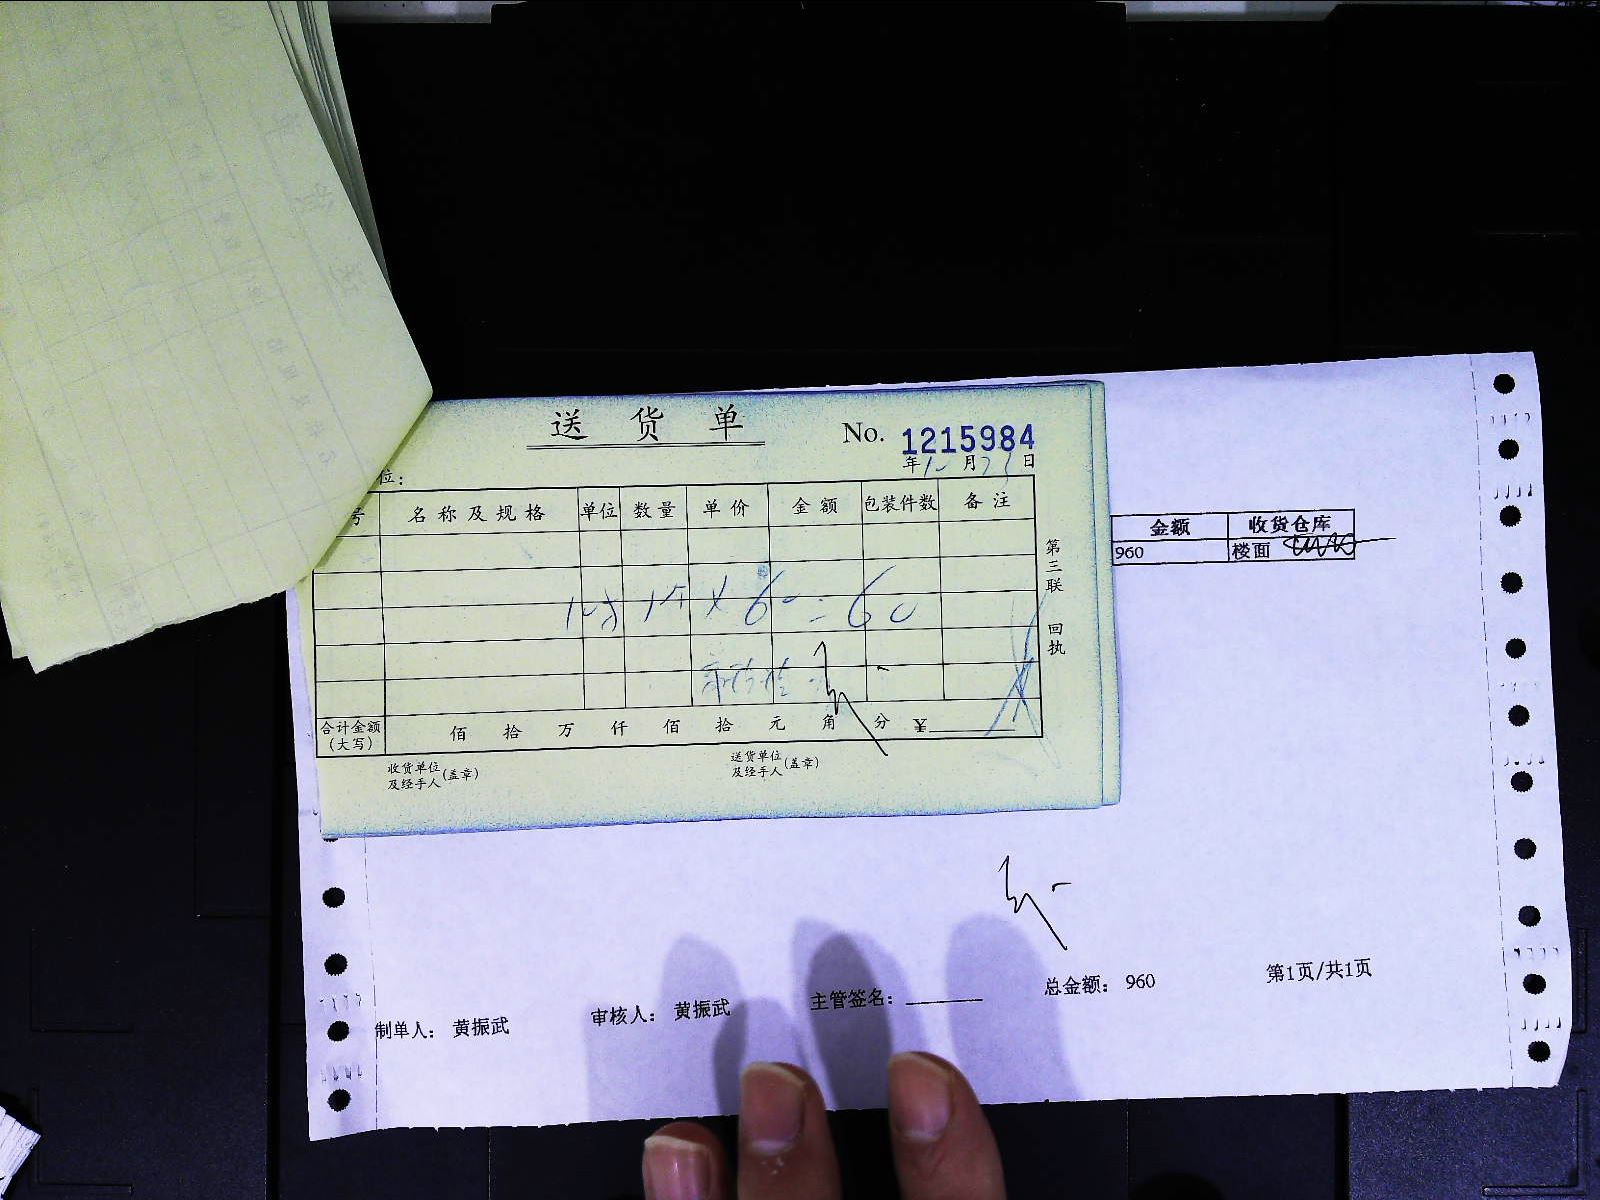 送 货 单
No. 1215984
年 月 日
位：
号 名称及规格 单位 数量 单价 金额 包装件数 备注
第三联 回执
60
合计金额（大写） 佰 拾 万 仟 佰 拾 元 角 分 ¥
收货单位及经手人（盖章） 送货单位及经手人（盖章）
金额 收货仓库
960 楼面
制单人： 黄振武 审核人： 黄振武 主管签名： 总金额： 960 第1页/共1页